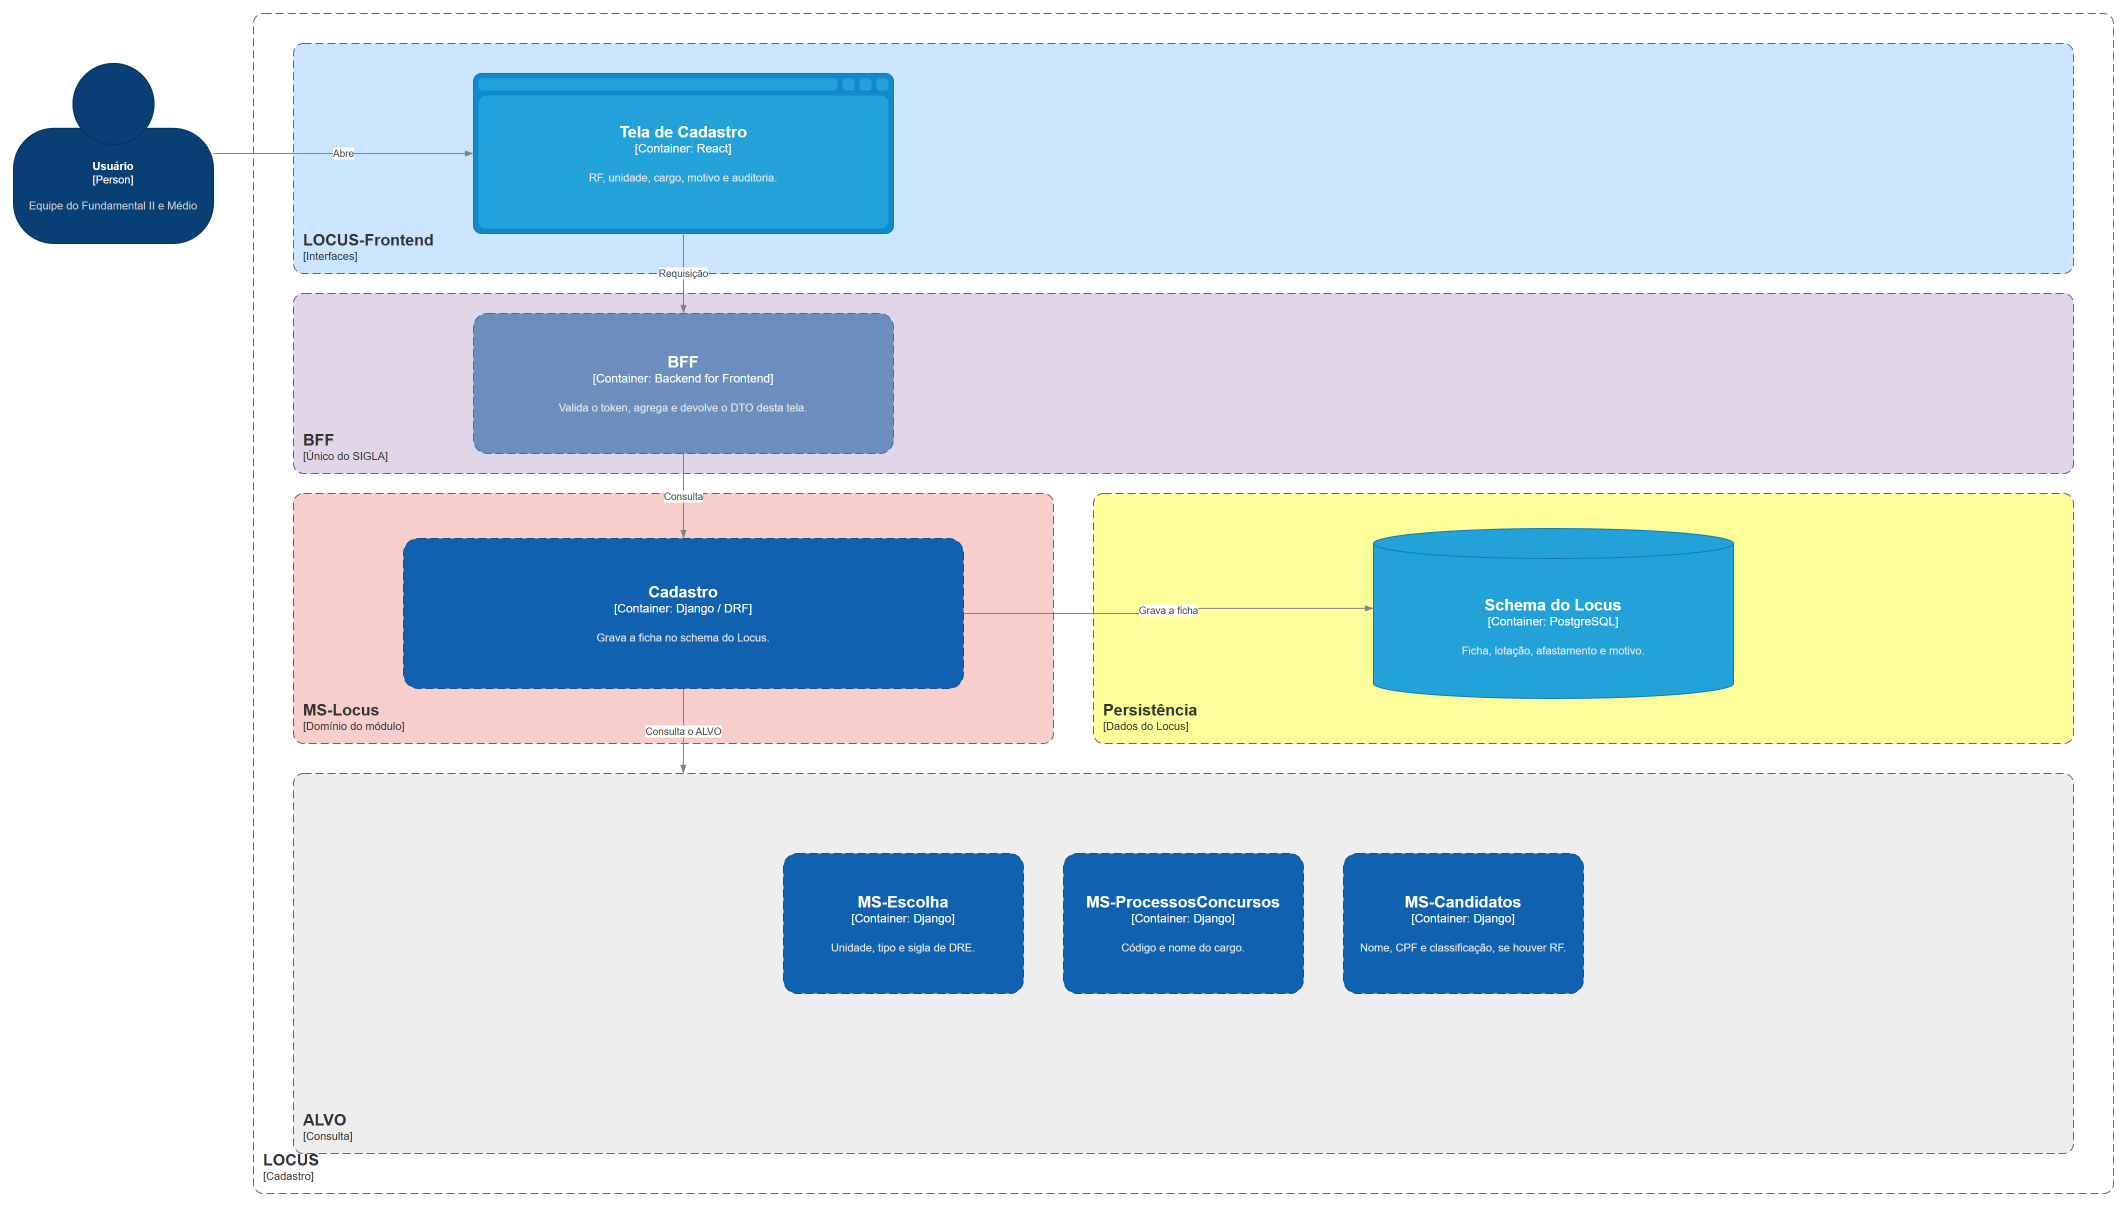 Usuário
[Person]
Equipe do Fundamental II e Médio
Abre
Tela de Cadastro
[Container: React]
RF, unidade, cargo, motivo e auditoria.
LOCUS-Frontend
[Interfaces]
Requisição
BFF
[Container: Backend for Frontend]
Valida o token, agrega e devolve o DTO desta tela.
BFF
[Único do SIGLA]
Consulta
Cadastro
[Container: Django / DRF]
Grava a ficha no schema do Locus.
MS-Locus
[Domínio do módulo]
Grava a ficha
Schema do Locus
[Container: PostgreSQL]
Ficha, lotação, afastamento e motivo.
Persistência
[Dados do Locus]
Consulta o ALVO
MS-Escolha
[Container: Django]
Unidade, tipo e sigla de DRE.
MS-ProcessosConcursos
[Container: Django]
Código e nome do cargo.
MS-Candidatos
[Container: Django]
Nome, CPF e classificação, se houver RF.
ALVO
[Consulta]
LOCUS
[Cadastro]